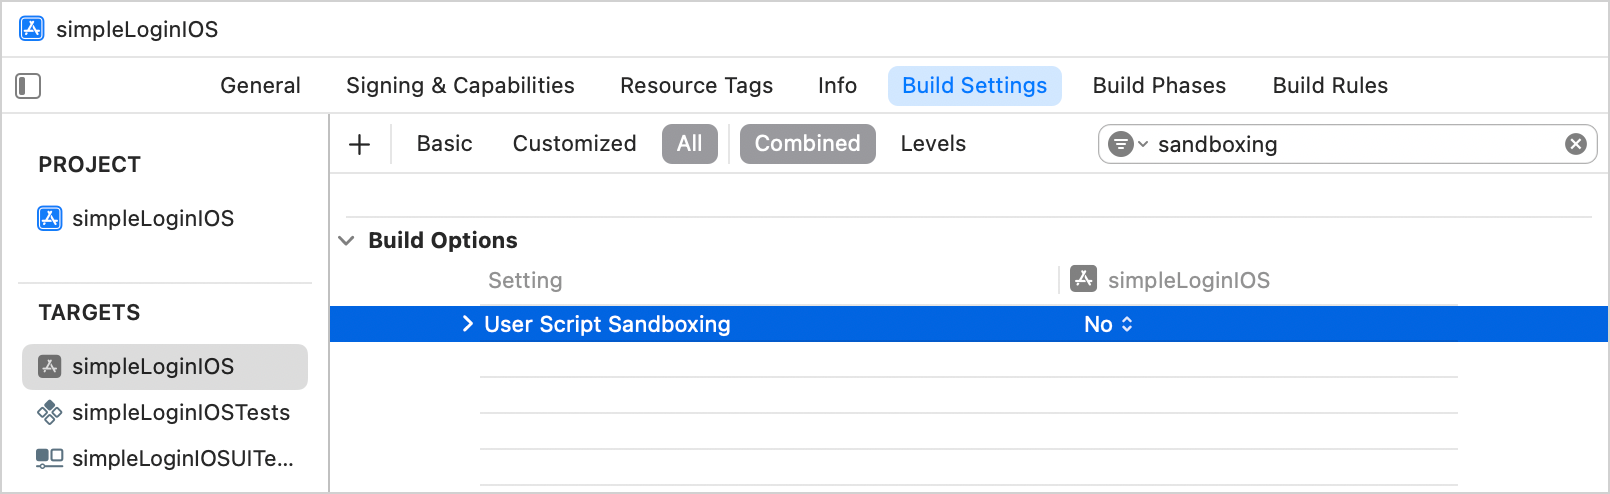 simpleLoginIOS
General Signing & Capabilities Resource Tags Info Build Settings Build Phases Build Rules
Basic Customized All Combined Levels sandboxing
PROJECT
simpleLoginIOS
TARGETS
simpleLoginIOS
simpleLoginIOSTests
simpleLoginIOSUITe...
Build Options
Setting simpleLoginIOS
User Script Sandboxing No